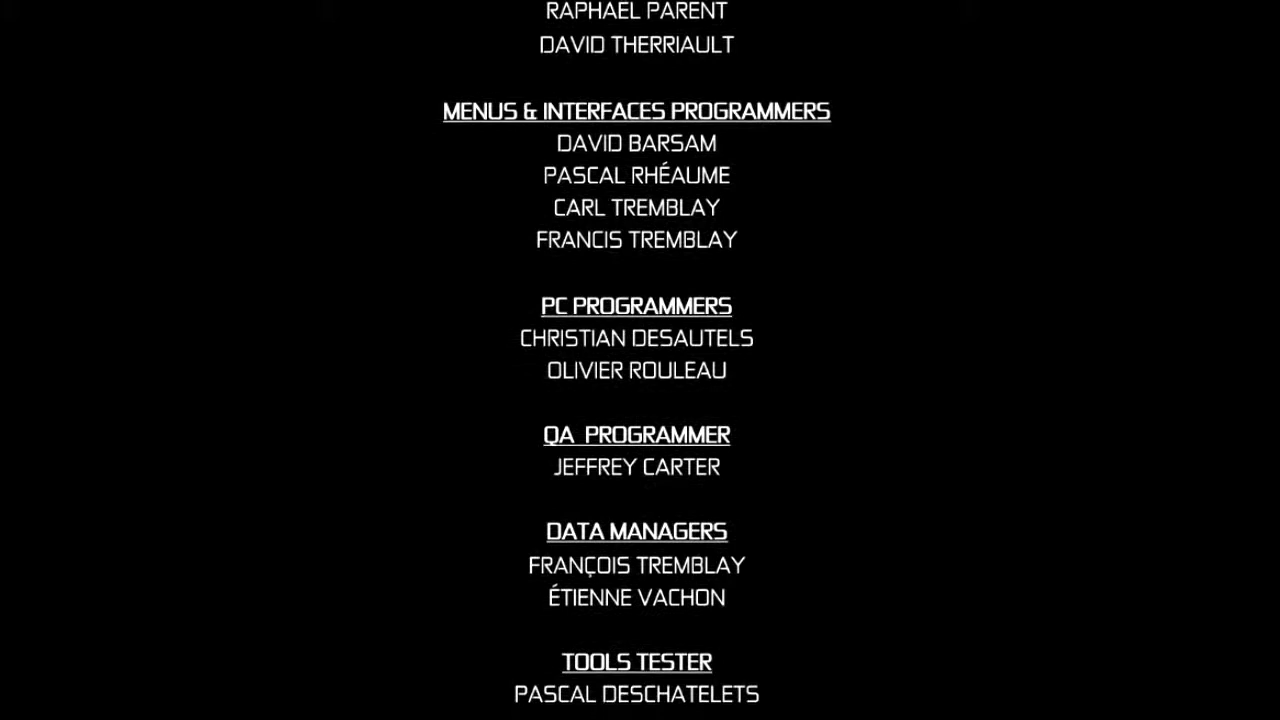 RAPHAEL PARENT
DAVID THERRIAULT
MENUS & INTERFACES PROGRAMMERS
DAVID BARSAM
PASCAL RHÉAUME
CARL TREMBLAY
FRANCIS TREMBLAY
PC PROGRAMMERS
CHRISTIAN DESAUTELS
OLIVIER ROULEAU
QA PROGRAMMER
JEFFREY CARTER
DATA MANAGERS
FRANÇOIS TREMBLAY
ÉTIENNE VACHON
TOOLS TESTER
PASCAL DESCHATELETS